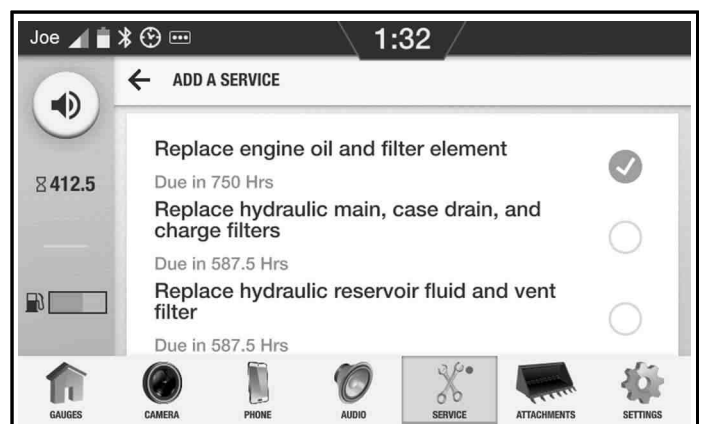 Joe 1:32
ADD A SERVICE
Replace engine oil and filter element
Due in 750 Hrs
412.5
Replace hydraulic main, case drain, and
charge filters
Due in 587.5 Hrs
Replace hydraulic reservoir fluid and vent
filter
Due in 587.5 Hrs
GAUGES CAMERA PHONE AUDIO SERVICE ATTACHMENTS SETTINGS